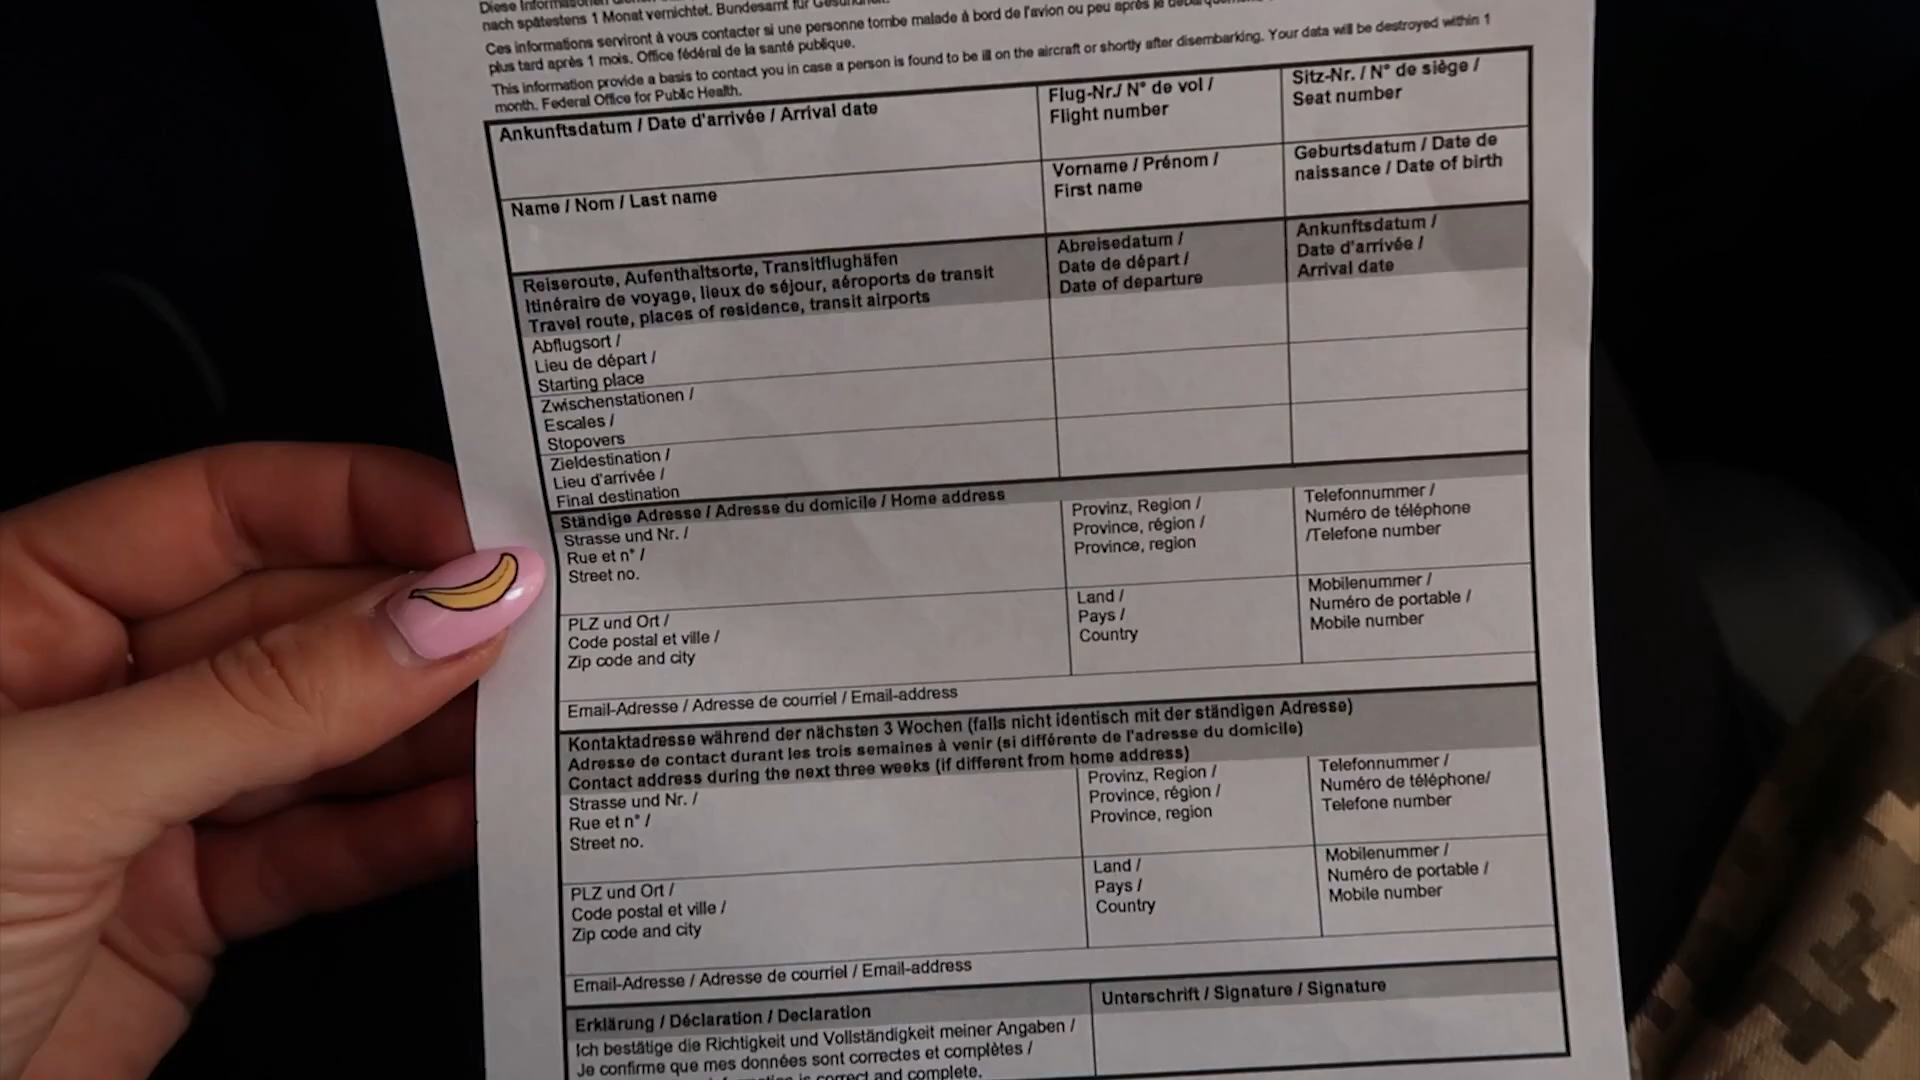 Diese Informationen dienen
nach spätestens 1 Monat vernichtet. Bundesamt für Gesundheit.
Ces informations serviront à vous contacter si une personne tombe malade à bord de l'avion ou peu après le débarquement
plus tard après 1 mois. Office fédéral de la santé publique.
This information provide a basis to contact you in case a person is found to be ill on the aircraft or shortly after disembarking. Your data will be destroyed within 1
month. Federal Office for Public Health.
Ankunftsdatum / Date d'arrivée / Arrival date
Flug-Nr./ N° de vol /
Flight number
Sitz-Nr. / N° de siège /
Seat number
Name / Nom / Last name
Vorname / Prénom /
First name
Geburtsdatum / Date de
naissance / Date of birth
Reiseroute, Aufenthaltsorte, Transitflughäfen
Itinéraire de voyage, lieux de séjour, aéroports de transit
Travel route, places of residence, transit airports
Abreisedatum /
Date de départ /
Date of departure
Ankunftsdatum /
Date d'arrivée /
Arrival date
Abflugsort /
Lieu de départ /
Starting place
Zwischenstationen /
Escales /
Stopovers
Zieldestination /
Lieu d'arrivée /
Final destination
Ständige Adresse / Adresse du domicile / Home address
Strasse und Nr. /
Rue et n° /
Street no.
Provinz, Region /
Province, région /
Province, region
Telefonnummer /
Numéro de téléphone
/Telefone number
PLZ und Ort /
Code postal et ville /
Zip code and city
Land /
Pays /
Country
Mobilenummer /
Numéro de portable /
Mobile number
Email-Adresse / Adresse de courriel / Email-address
Kontaktadresse während der nächsten 3 Wochen (falls nicht identisch mit der ständigen Adresse)
Adresse de contact durant les trois semaines à venir (si différente de l'adresse du domicile)
Contact address during the next three weeks (if different from home address)
Strasse und Nr. /
Rue et n° /
Street no.
Provinz, Region /
Province, région /
Province, region
Telefonnummer /
Numéro de téléphone/
Telefone number
PLZ und Ort /
Code postal et ville /
Zip code and city
Land /
Pays /
Country
Mobilenummer /
Numéro de portable /
Mobile number
Email-Adresse / Adresse de courriel / Email-address
Erklärung / Déclaration / Declaration
Unterschrift / Signature / Signature
Ich bestätige die Richtigkeit und Vollständigkeit meiner Angaben /
Je confirme que mes données sont correctes et complètes /
information is correct and complete.